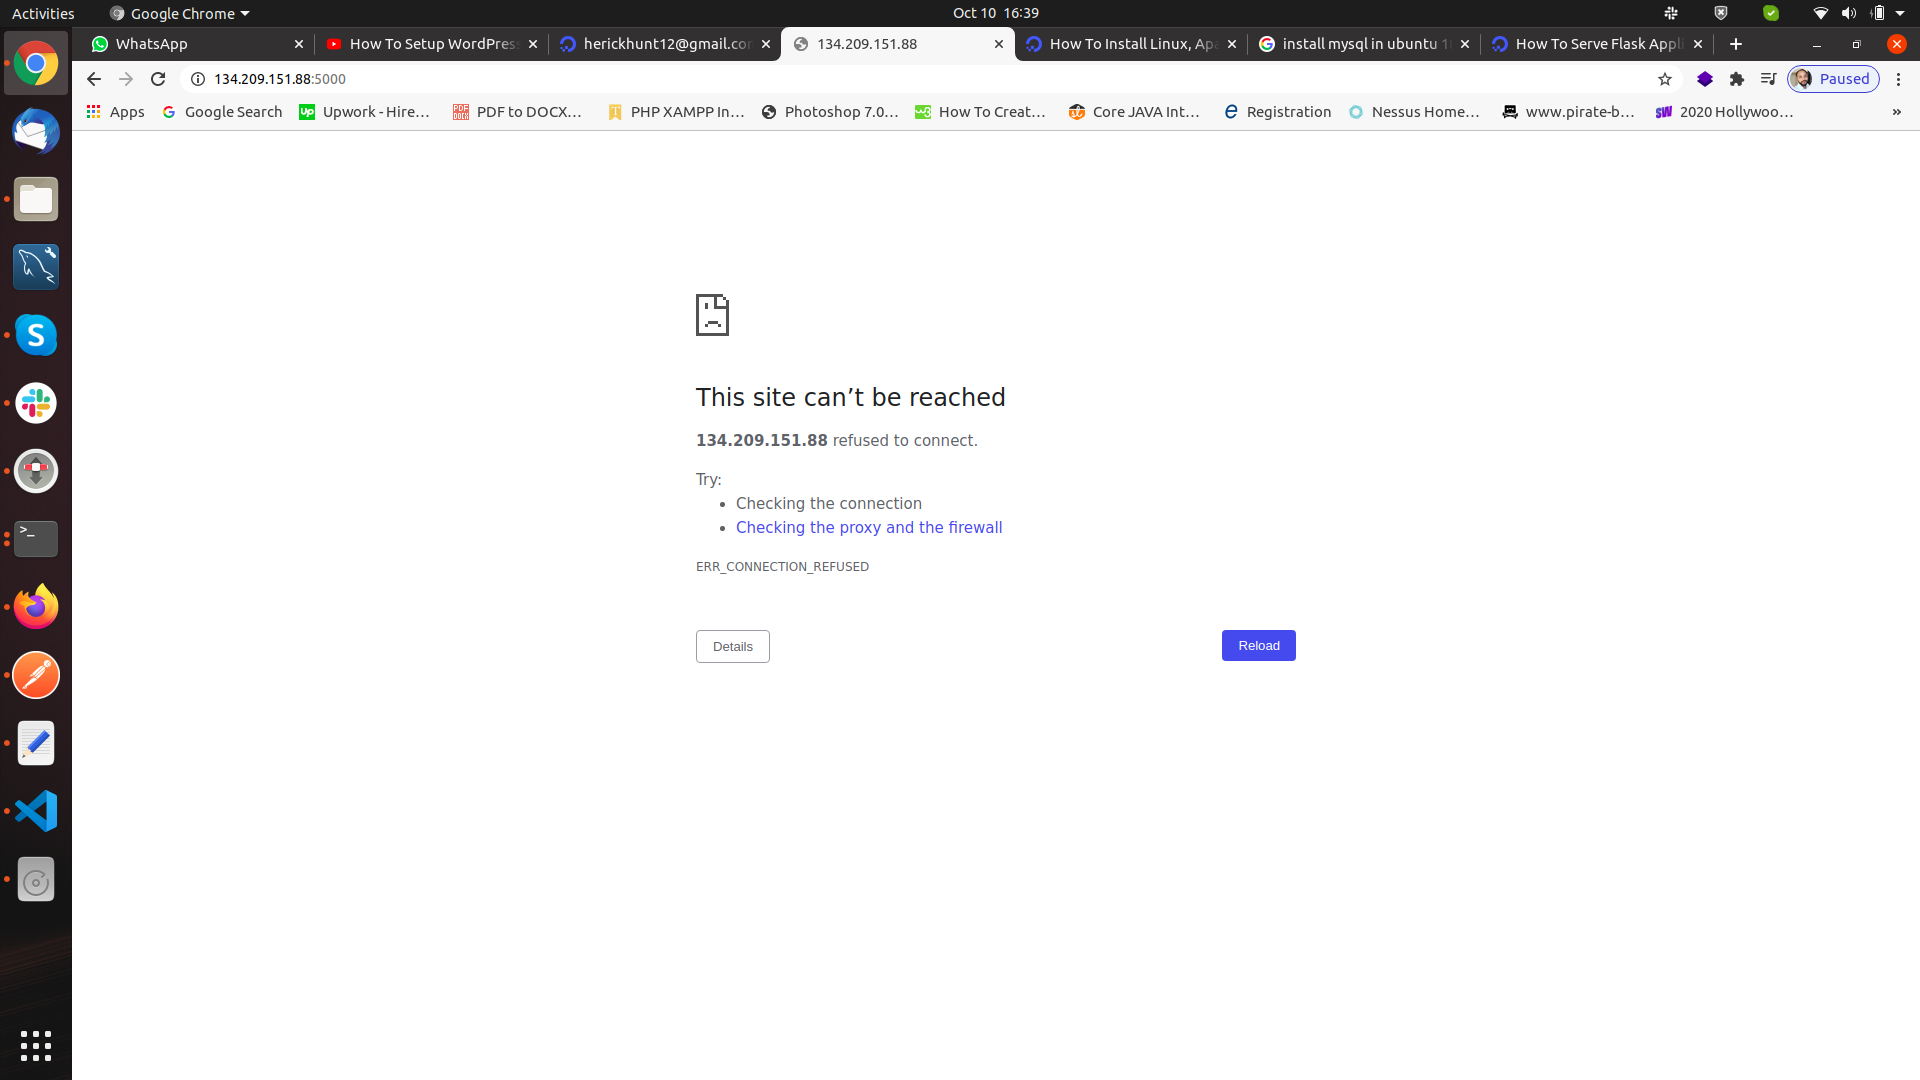 Activities
Google Chrome
Oct 10 16:39
WhatsApp
How To Setup WordPress
herickhunt12@gmail.com
134.209.151.88
How To Install Linux, Apa
install mysql in ubuntu 1
How To Serve Flask Appli
134.209.151.88:5000
Paused
Apps
Google Search
Upwork - Hire...
PDF to DOCX...
PHP XAMPP In...
Photoshop 7.0...
How To Creat...
Core JAVA Int...
Registration
Nessus Home...
www.pirate-b...
2020 Hollywoo...
»
This site can’t be reached
134.209.151.88 refused to connect.
Try:
• Checking the connection
• Checking the proxy and the firewall
ERR_CONNECTION_REFUSED
Details
Reload